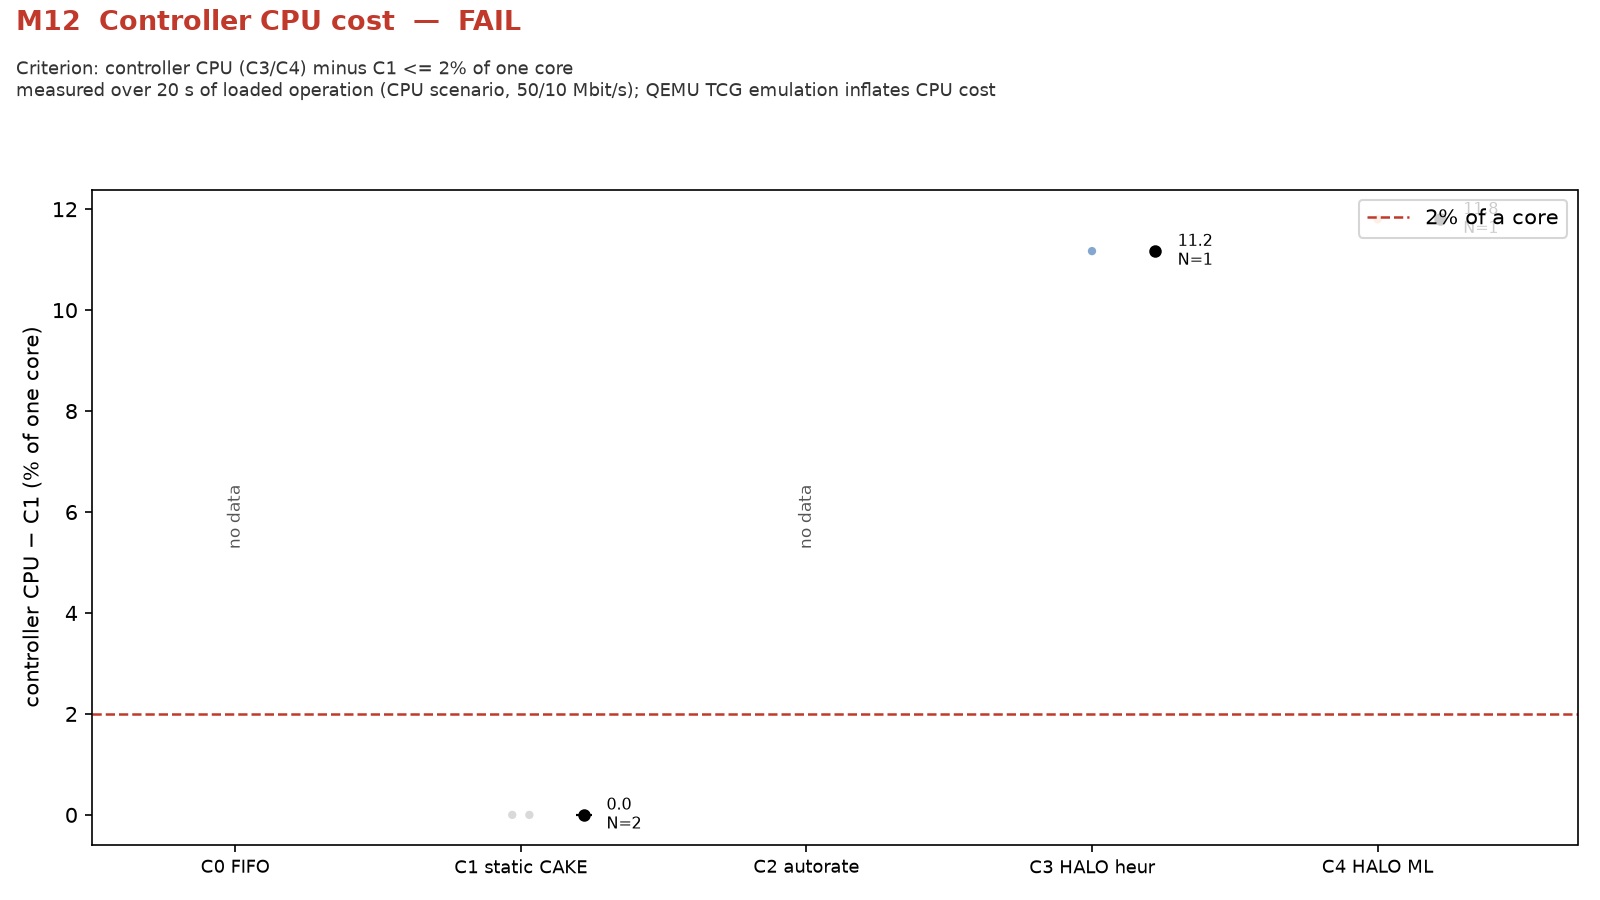 M12 Controller CPU cost — FAIL
Criterion: controller CPU (C3/C4) minus C1 <= 2% of one core
measured over 20 s of loaded operation (CPU scenario, 50/10 Mbit/s); QEMU TCG emulation inflates CPU cost
controller CPU − C1 (% of one core)
12
10
8
6
4
2
0
no data
0.0
N=2
no data
11.2
N=1
11.8
N=1
2% of a core
C0 FIFO
C1 static CAKE
C2 autorate
C3 HALO heur
C4 HALO ML